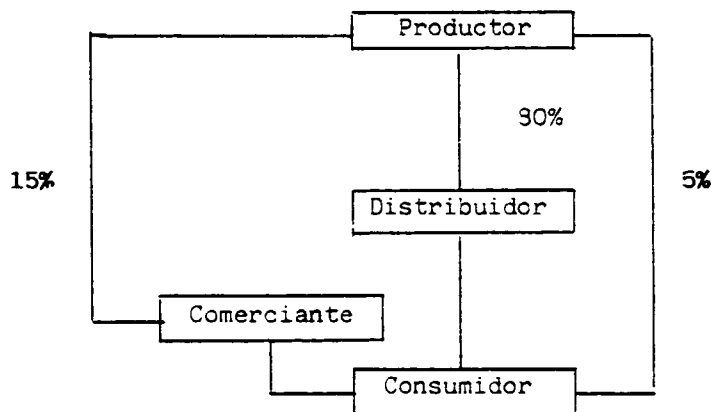 Productor
80%
15%
5%
Distribuidor
Comerciante
Consumidor